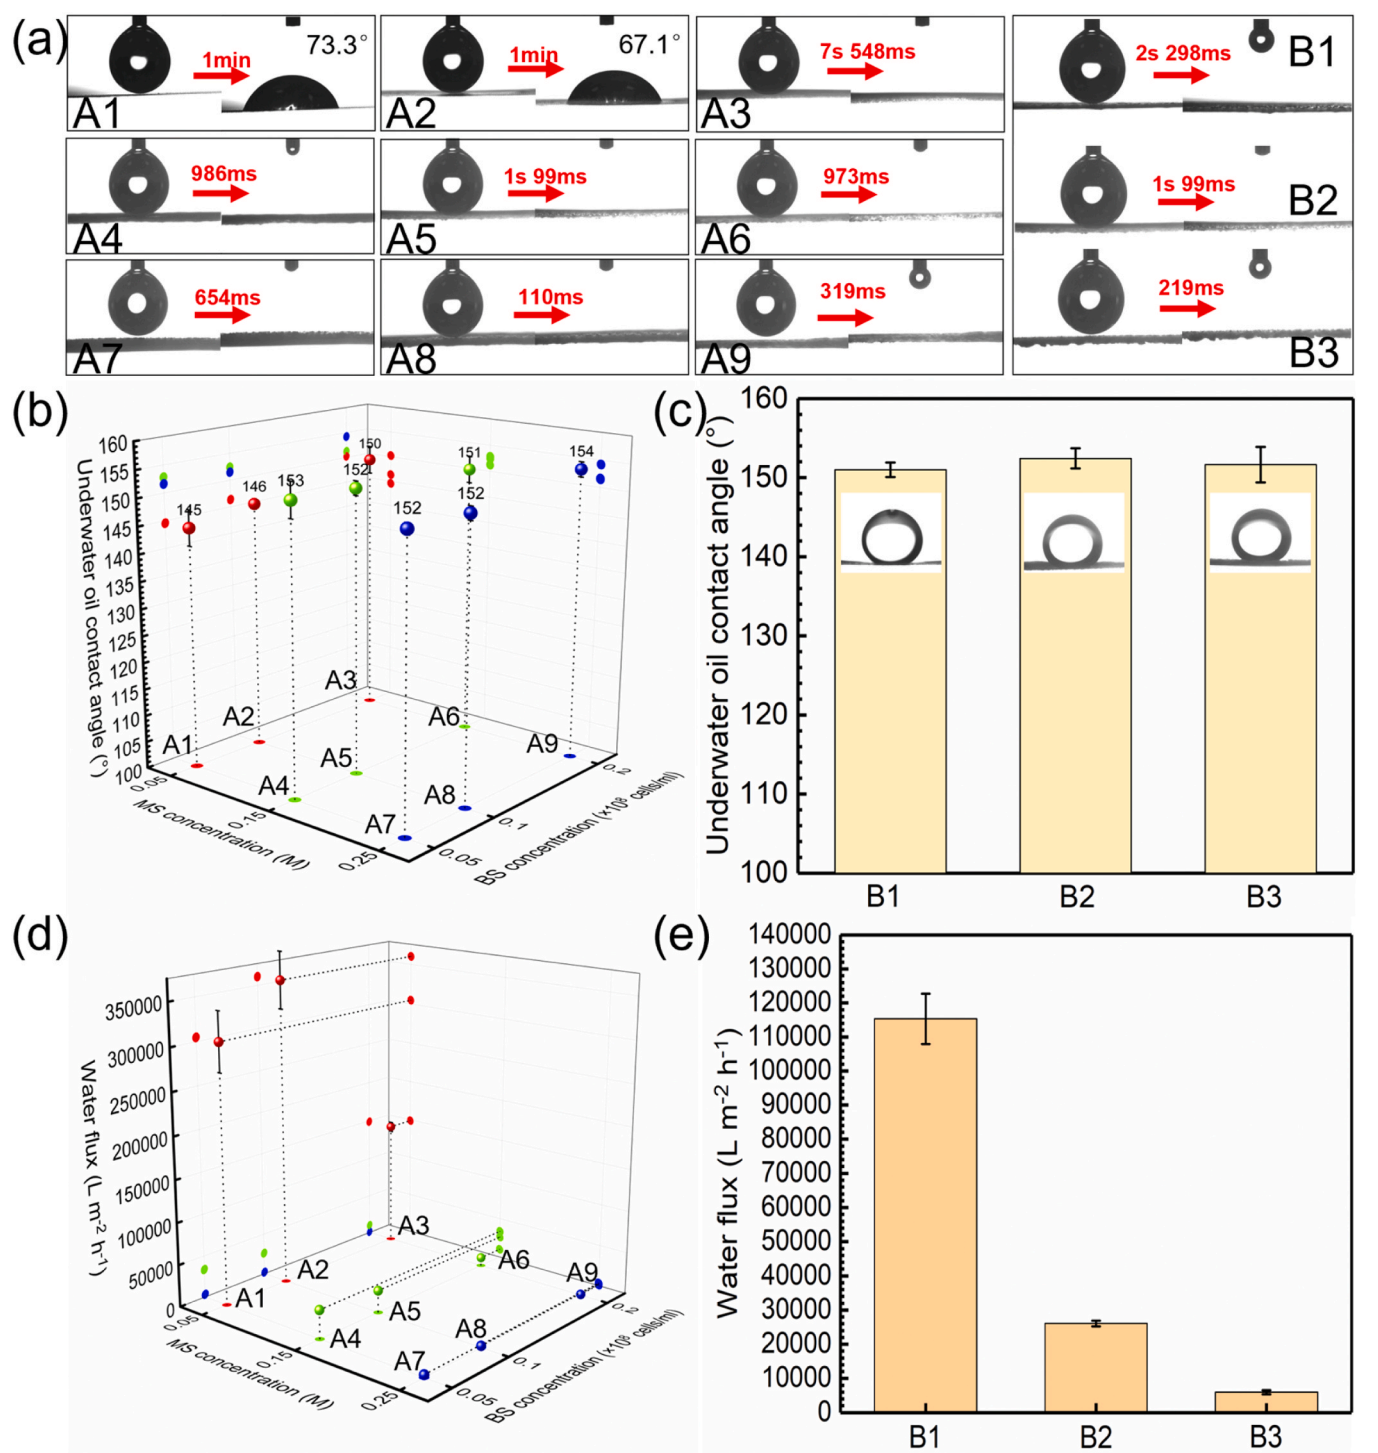 (a)
1min
73.3°
A1
1min
67.1°
A2
7s 548ms
A3
2s 298ms
B1
986ms
A4
1s 99ms
A5
973ms
A6
1s 99ms
B2
654ms
A7
110ms
A8
319ms
A9
219ms
B3
(b)
Underwater oil contact angle (°)
160
155
150
145
140
135
130
125
120
115
110
105
100
145
146
153
152
150
152
151
152
154
A1
A2
A3
A4
A5
A6
A7
A8
A9
0.05
0.15
0.25
MS concentration (M)
0.05
0.1
0.2
BS concentration (×10⁸ cells/ml)
(c)
Underwater oil contact angle (°)
160
150
140
130
120
110
100
B1
B2
B3
(d)
Water flux (L m⁻² h⁻¹)
350000
300000
250000
200000
150000
100000
50000
0
A1
A2
A3
A4
A5
A6
A7
A8
A9
0.05
0.15
0.25
MS concentration (M)
0.05
0.1
0.2
BS concentration (×10⁸ cells/ml)
(e)
Water flux (L m⁻² h⁻¹)
140000
130000
120000
110000
100000
90000
80000
70000
60000
50000
40000
30000
20000
10000
0
B1
B2
B3